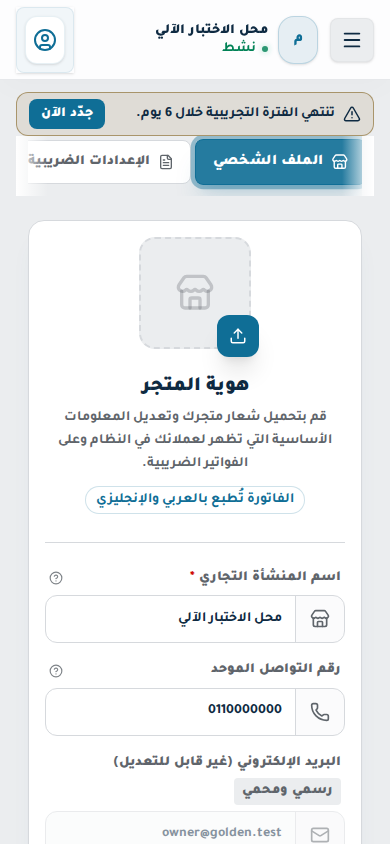 محل الاختبار الآلي
نشط
م
تنتهي الفترة التجريبية خلال 6 يوم.
جدّد الآن
الملف الشخصي
الإعدادات الضريبية
هوية المتجر
قم بتحميل شعار متجرك وتعديل المعلومات
الأساسية التي تظهر لعملائك في النظام وعلى
الفواتير الضريبية.
الفاتورة تُطبع بالعربي والإنجليزي
اسم المنشأة التجاري *
محل الاختبار الآلي
رقم التواصل الموحد
0110000000
البريد الإلكتروني (غير قابل للتعديل)
رسمي ومحمي
owner@golden.test